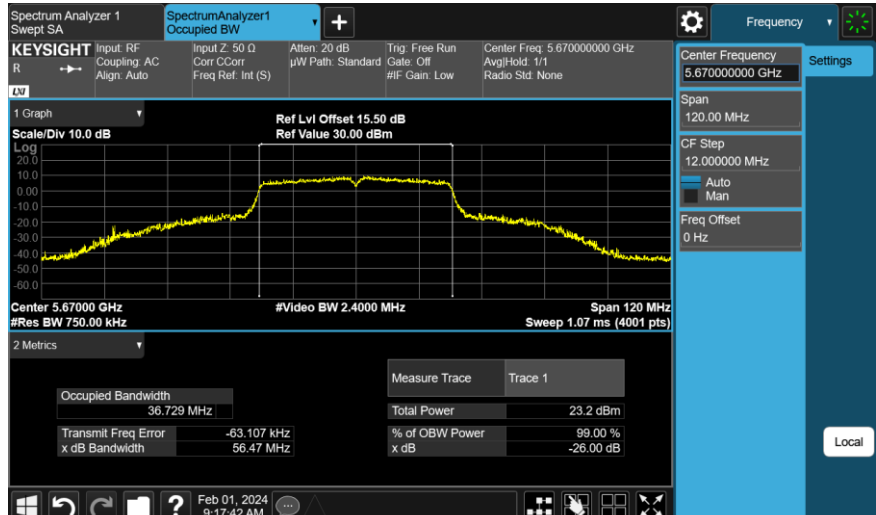 Spectrum Analyzer 1
Swept SA
SpectrumAnalyzer1
Occupied BW
Frequency
KEYSIGHT
R
LXI
Input: RF
Coupling: AC
Align: Auto
Input Z: 50 Ω
Corr CCorr
Freq Ref: Int (S)
Atten: 20 dB
µW Path: Standard
Trig: Free Run
Gate: Off
#IF Gain: Low
Center Freq: 5.670000000 GHz
Avg|Hold: 1/1
Radio Std: None
Center Frequency
5.670000000 GHz
Settings
Span
120.00 MHz
CF Step
12.000000 MHz
Auto
Man
Freq Offset
0 Hz
Local
1 Graph
Scale/Div 10.0 dB
Ref Lvl Offset 15.50 dB
Ref Value 30.00 dBm
Log
20.0
10.0
0.00
-10.0
-20.0
-30.0
-40.0
-50.0
-60.0
Center 5.67000 GHz
#Res BW 750.00 kHz
#Video BW 2.4000 MHz
Span 120 MHz
Sweep 1.07 ms (4001 pts)
2 Metrics
Measure Trace Trace 1
Occupied Bandwidth
36.729 MHz
Total Power 23.2 dBm
Transmit Freq Error -63.107 kHz
% of OBW Power 99.00 %
x dB Bandwidth 56.47 MHz
x dB -26.00 dB
?
Feb 01, 2024
9:17:42 AM